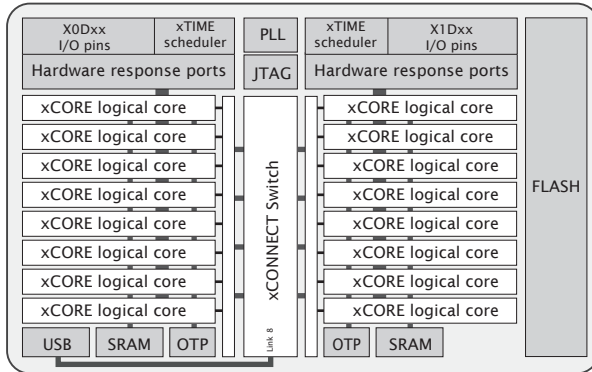 X0Dxx
I/O pins
xTIME
scheduler
PLL
xTIME
scheduler
X1Dxx
I/O pins
Hardware response ports
JTAG
Hardware response ports
xCORE logical core
xCORE logical core
xCORE logical core
xCORE logical core
xCORE logical core
xCORE logical core
xCORE logical core
xCORE logical core
xCONNECT Switch
Link 8
xCORE logical core
xCORE logical core
xCORE logical core
xCORE logical core
xCORE logical core
xCORE logical core
xCORE logical core
xCORE logical core
FLASH
USB
SRAM
OTP
OTP
SRAM